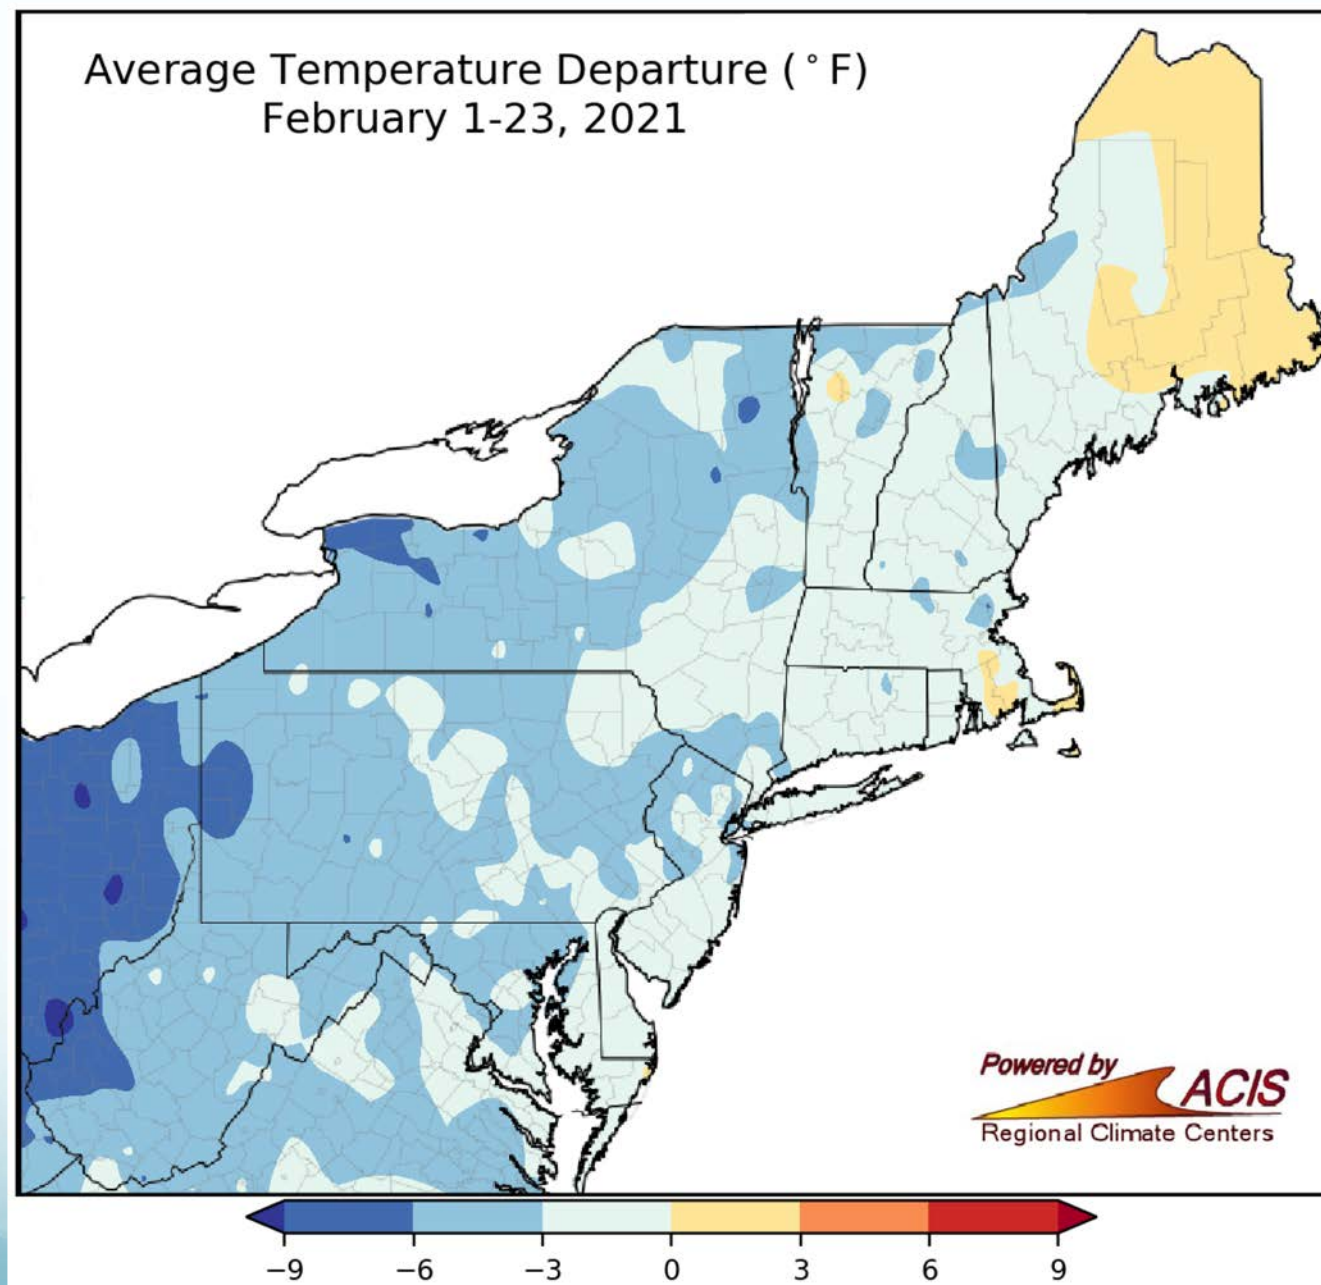 Average Temperature Departure (°F)
February 1-23, 2021
Powered by
ACIS
Regional Climate Centers
−9 −6 −3 0 3 6 9